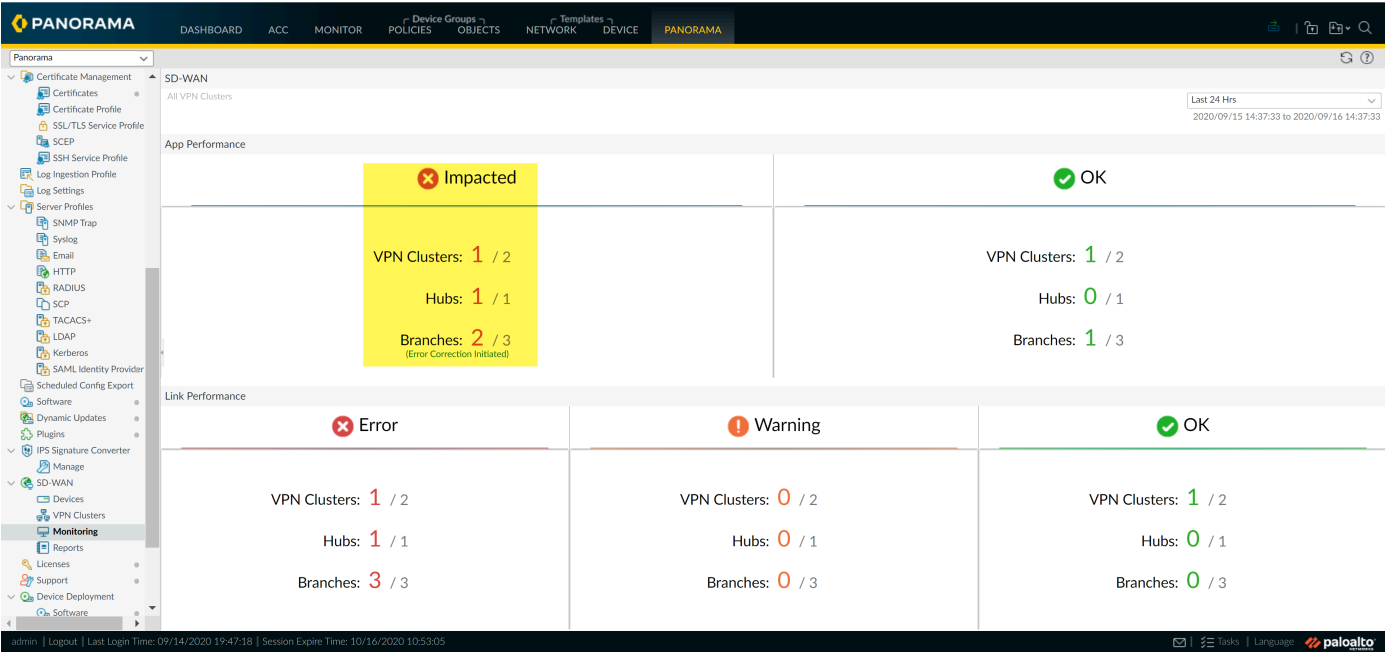 PANORAMA
DASHBOARD
ACC
MONITOR
Device Groups
POLICIES
OBJECTS
Templates
NETWORK
DEVICE
PANORAMA
Panorama
Certificate Management
Certificates
Certificate Profile
SSL/TLS Service Profile
SCEP
SSH Service Profile
Log Ingestion Profile
Log Settings
Server Profiles
SNMP Trap
Syslog
Email
HTTP
RADIUS
SCP
TACACS+
LDAP
Kerberos
SAML Identity Provider
Scheduled Config Export
Software
Dynamic Updates
Plugins
IPS Signature Converter
Manage
SD-WAN
Devices
VPN Clusters
Monitoring
Reports
Licenses
Support
Device Deployment
Software
SD-WAN
All VPN Clusters
Last 24 Hrs
2020/09/15 14:37:33 to 2020/09/16 14:37:33
App Performance
Impacted
VPN Clusters: 1 / 2
Hubs: 1 / 1
Branches: 2 / 3
(Error Correction Initiated)
OK
VPN Clusters: 1 / 2
Hubs: 0 / 1
Branches: 1 / 3
Link Performance
Error
VPN Clusters: 1 / 2
Hubs: 1 / 1
Branches: 3 / 3
Warning
VPN Clusters: 0 / 2
Hubs: 0 / 1
Branches: 0 / 3
OK
VPN Clusters: 1 / 2
Hubs: 0 / 1
Branches: 0 / 3
admin | Logout | Last Login Time: 09/14/2020 19:47:18 | Session Expire Time: 10/16/2020 10:53:05
Tasks | Language
paloalto
NETWORKS